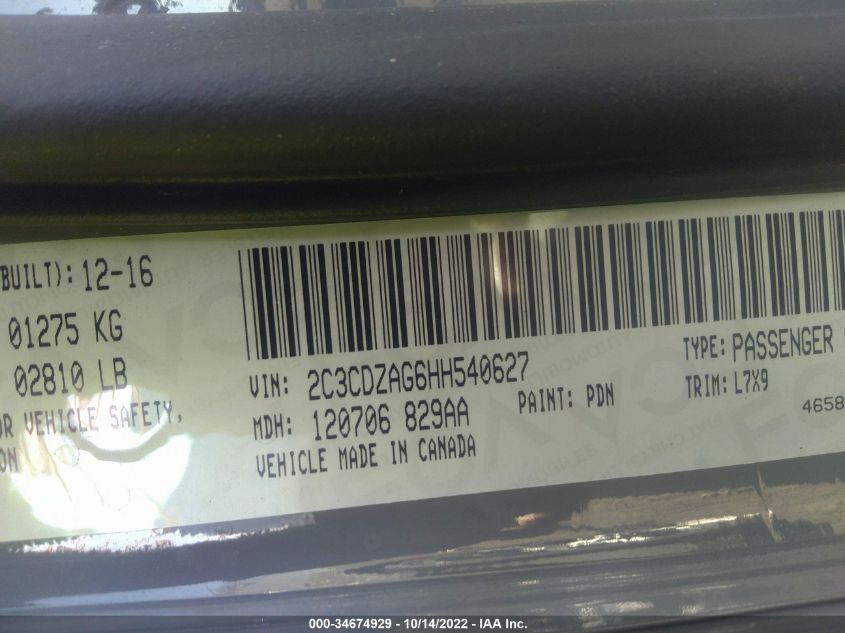 BUILT): 12-16
01275 KG
02810 LB
OR VEHICLE SAFETY,
ON
VIN: 2C3CDZAG6HH540627
TYPE: PASSENGER
MDH: 120706 829AA
PAINT: PDN
TRIM: L7X9
VEHICLE MADE IN CANADA
4658
000-34674929 - 10/14/2022 - IAA Inc.